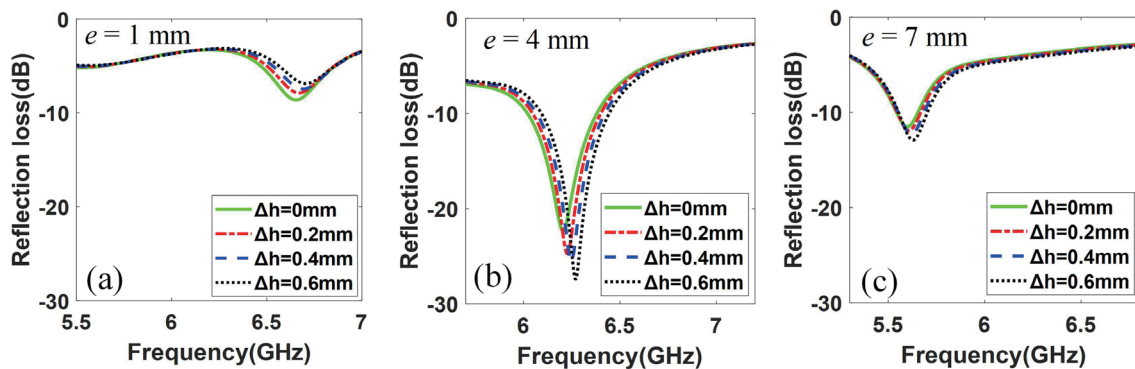 e = 1 mm
Reflection loss(dB)
0
-10
-20
-30
Δh=0mm
Δh=0.2mm
Δh=0.4mm
Δh=0.6mm
(a)
5.5
6
6.5
7
Frequency(GHz)
e = 4 mm
Reflection loss(dB)
0
-10
-20
-30
Δh=0mm
Δh=0.2mm
Δh=0.4mm
Δh=0.6mm
(b)
6
6.5
7
Frequency(GHz)
e = 7 mm
Reflection loss(dB)
0
-10
-20
-30
Δh=0mm
Δh=0.2mm
Δh=0.4mm
Δh=0.6mm
(c)
5.5
6
6.5
Frequency(GHz)